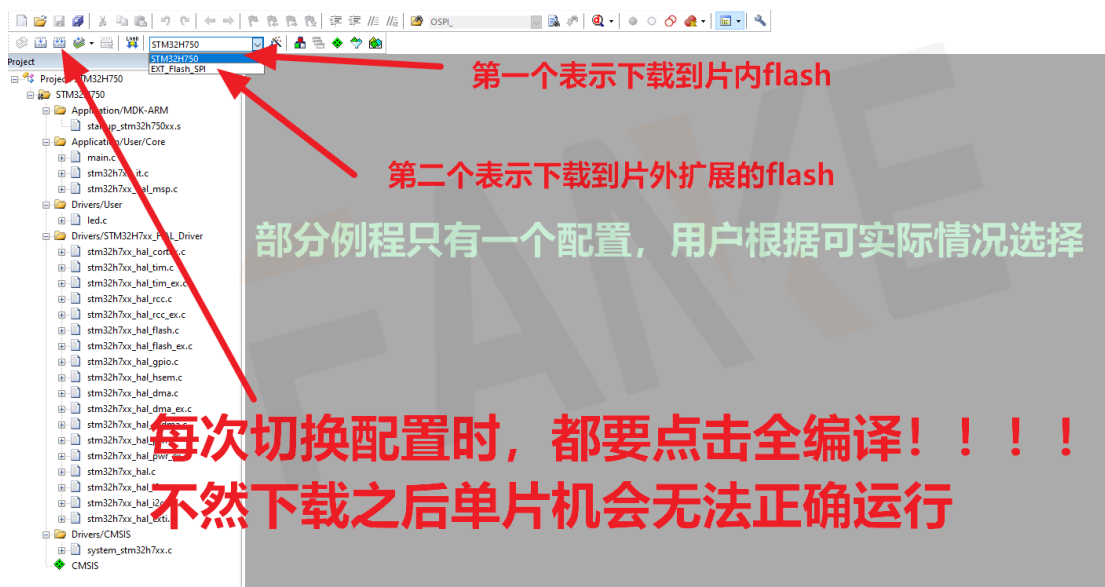 OSPI_
LOAD
STM32H750
Project
STM32H750
EXT_Flash_SPI
STM32H750
Application/MDK-ARM
Application/User/Core
main.c
stm32h7xx_it.c
stm32h7xx_hal_msp.c
Drivers/User
led.c
Drivers/STM32H7xx_HAL_Driver
stm32h7xx_hal_cortex.c
stm32h7xx_hal_tim.c
stm32h7xx_hal_tim_ex.c
stm32h7xx_hal_rcc.c
stm32h7xx_hal_rcc_ex.c
stm32h7xx_hal_flash.c
stm32h7xx_hal_flash_ex.c
stm32h7xx_hal_gpio.c
stm32h7xx_hal_hsem.c
stm32h7xx_hal_dma.c
stm32h7xx_hal_dma_ex.c
stm32h7xx_hal.c
Drivers/CMSIS
system_stm32h7xx.c
CMSIS
第一个表示下载到片内flash
第二个表示下载到片外扩展的flash
部分例程只有一个配置，用户根据可实际情况选择
每次切换配置时，都要点击全编译！！！！
不然下载之后单片机会无法正确运行
FANKE